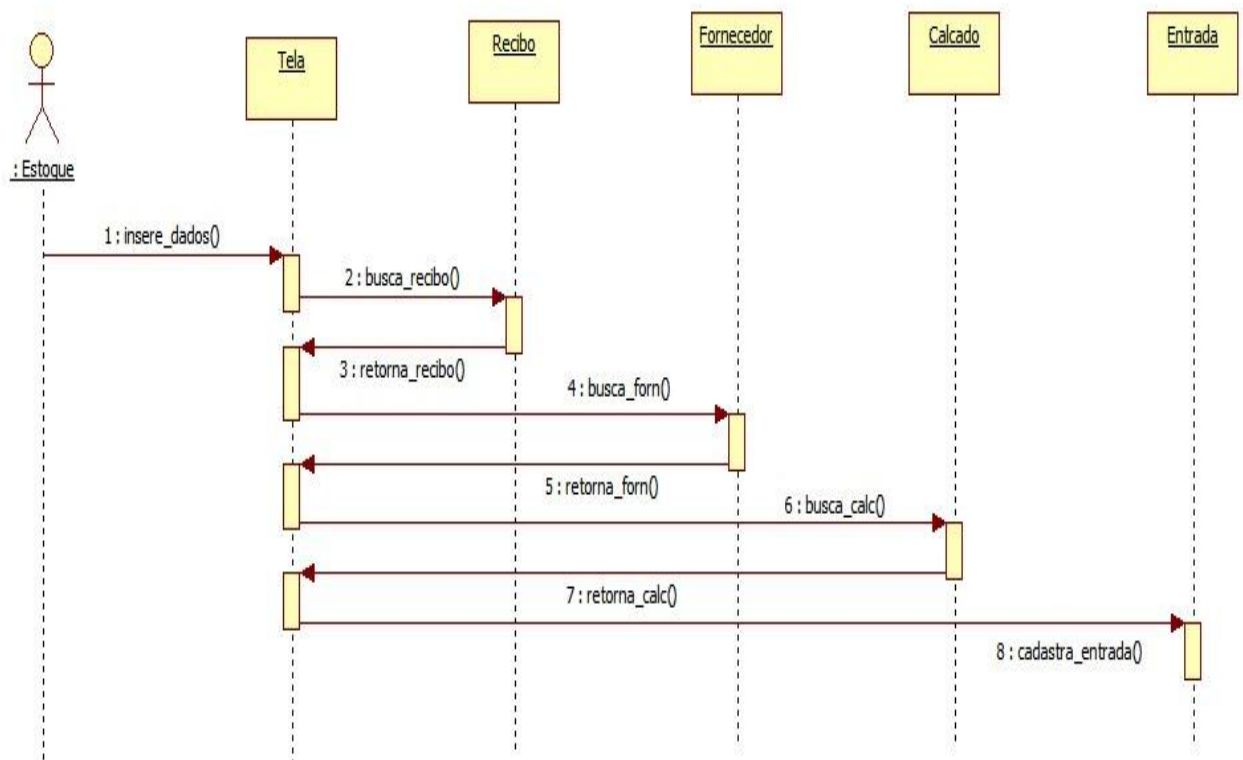 : Estoque
Tela
Recibo
Fornecedor
Calcado
Entrada
1 : insere_dados()
2 : busca_recibo()
3 : retorna_recibo()
4 : busca_forn()
5 : retorna_forn()
6 : busca_calc()
7 : retorna_calc()
8 : cadastra_entrada()